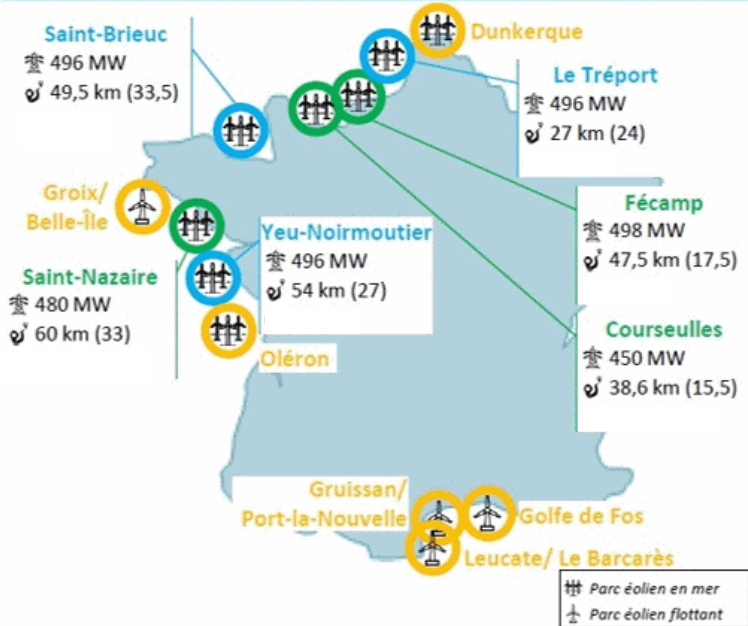 Saint-Brieuc
496 MW
49,5 km (33,5)
Dunkerque
Le Tréport
496 MW
27 km (24)
Groix/
Belle-Île
Fécamp
498 MW
47,5 km (17,5)
Yeu-Noirmoutier
496 MW
54 km (27)
Saint-Nazaire
480 MW
60 km (33)
Courseulles
450 MW
38,6 km (15,5)
Oléron
Gruissan/
Port-la-Nouvelle
Golfe de Fos
Leucate/ Le Barcarès
Parc éolien en mer
Parc éolien flottant